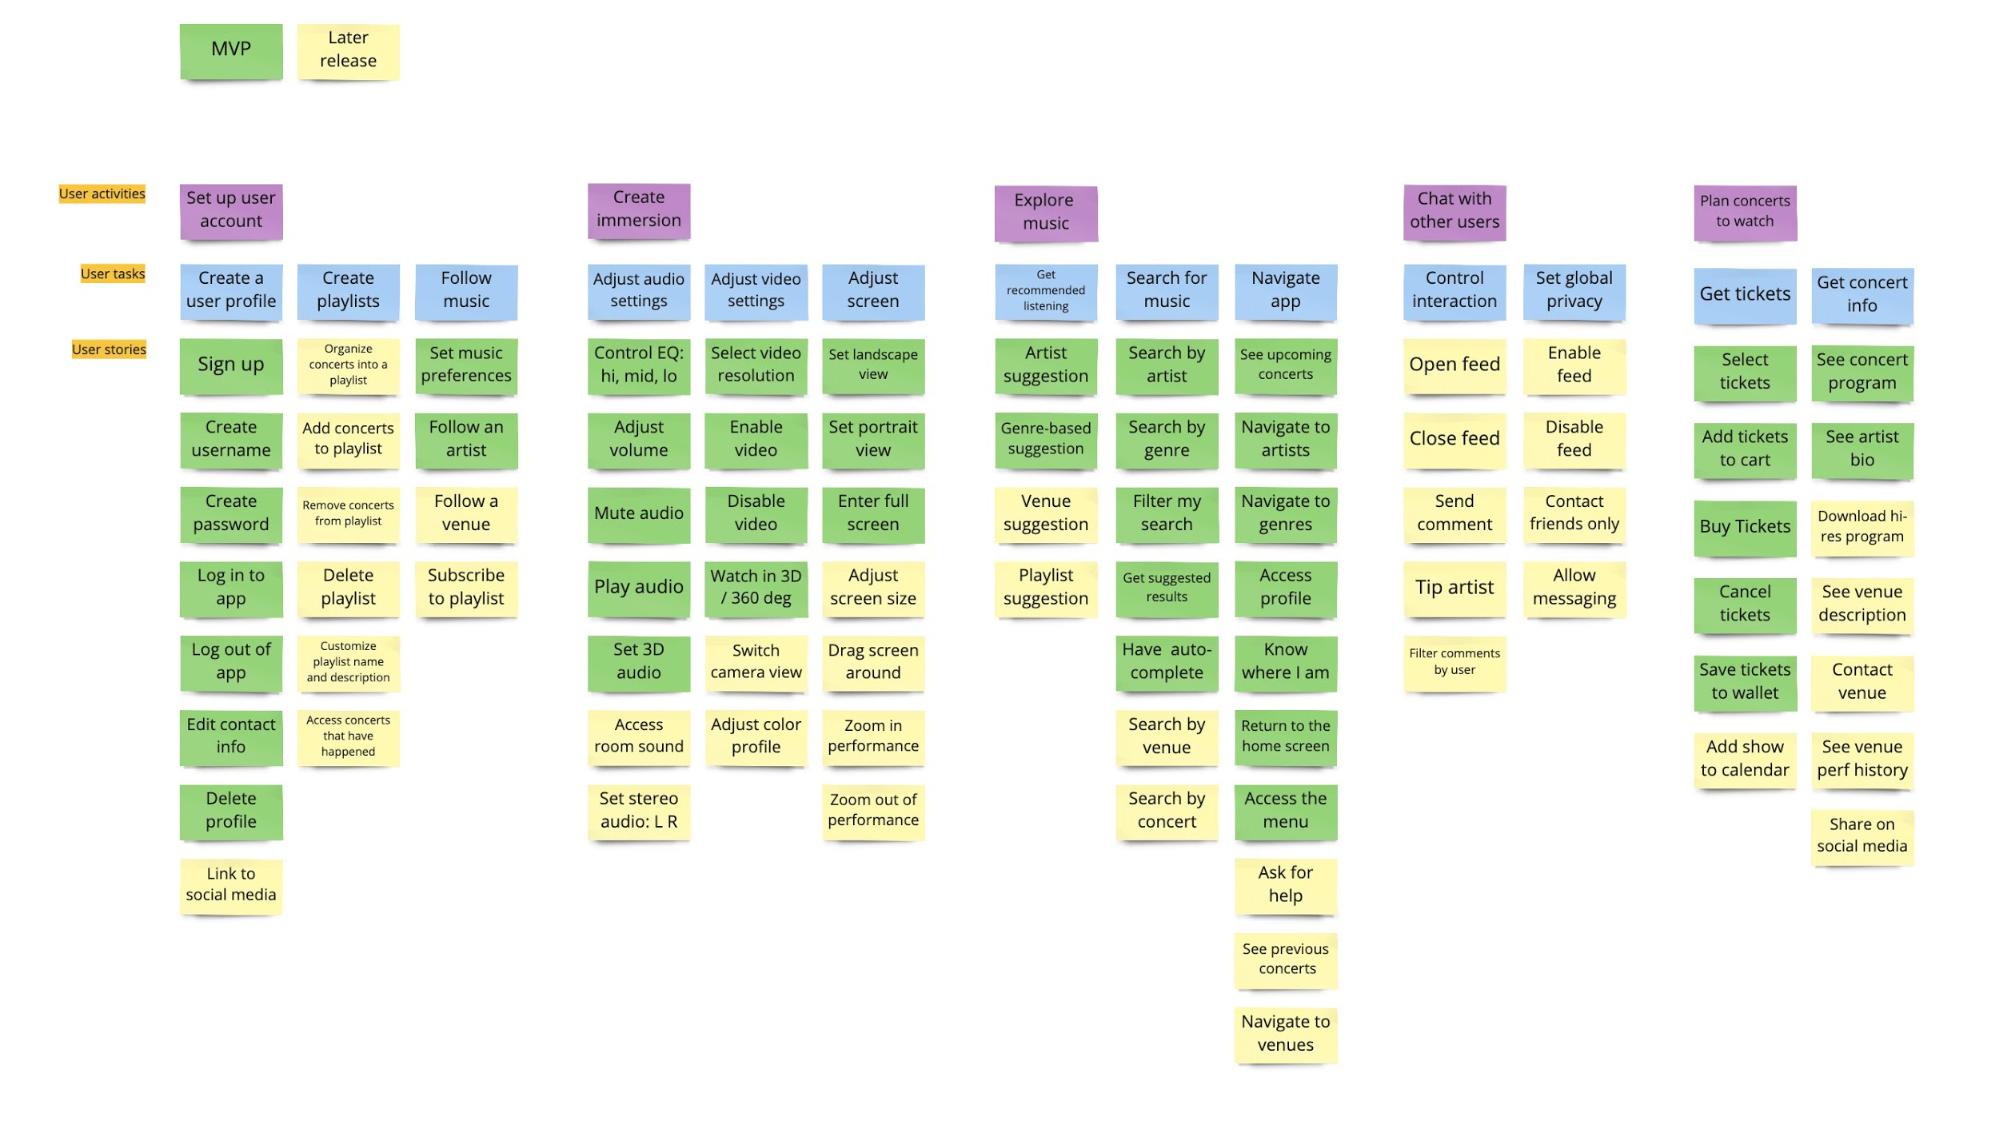 MVP
Later
release
User activities
Set up user
account
Create
immersion
Explore
music
Chat with
other users
Plan concerts
to watch
User tasks
Create a
user profile
Create
playlists
Follow
music
Adjust audio
settings
Adjust video
settings
Adjust
screen
Get
recommended
listening
Search for
music
Navigate
app
Control
interaction
Set global
privacy
Get tickets
Get concert
info
User stories
Sign up
Create
username
Create
password
Log in to
app
Log out of
app
Edit contact
info
Delete
profile
Link to
social media
Organize
concerts into a
playlist
Add concerts
to playlist
Remove concerts
from playlist
Delete
playlist
Customize
playlist name
and description
Access concerts
that have
happened
Set music
preferences
Follow an
artist
Follow a
venue
Subscribe
to playlist
Control EQ:
hi, mid, lo
Adjust
volume
Mute audio
Play audio
Set 3D
audio
Access
room sound
Set stereo
audio: L R
Select video
resolution
Enable
video
Disable
video
Watch in 3D
/ 360 deg
Switch
camera view
Adjust color
profile
Set landscape
view
Set portrait
view
Enter full
screen
Adjust
screen size
Drag screen
around
Zoom in
performance
Zoom out of
performance
Artist
suggestion
Genre-based
suggestion
Venue
suggestion
Playlist
suggestion
Search by
artist
Search by
genre
Filter my
search
Get suggested
results
Have  auto-
complete
Search by
venue
Search by
concert
See upcoming
concerts
Navigate to
artists
Navigate to
genres
Access
profile
Know
where I am
Return to the
home screen
Access the
menu
Ask for
help
See previous
concerts
Navigate to
venues
Open feed
Close feed
Send
comment
Tip artist
Filter comments
by user
Enable
feed
Disable
feed
Contact
friends only
Allow
messaging
Select
tickets
Add tickets
to cart
Buy Tickets
Cancel
tickets
Save tickets
to wallet
Add show
to calendar
See concert
program
See artist
bio
Download hi-
res program
See venue
description
Contact
venue
See venue
perf history
Share on
social media